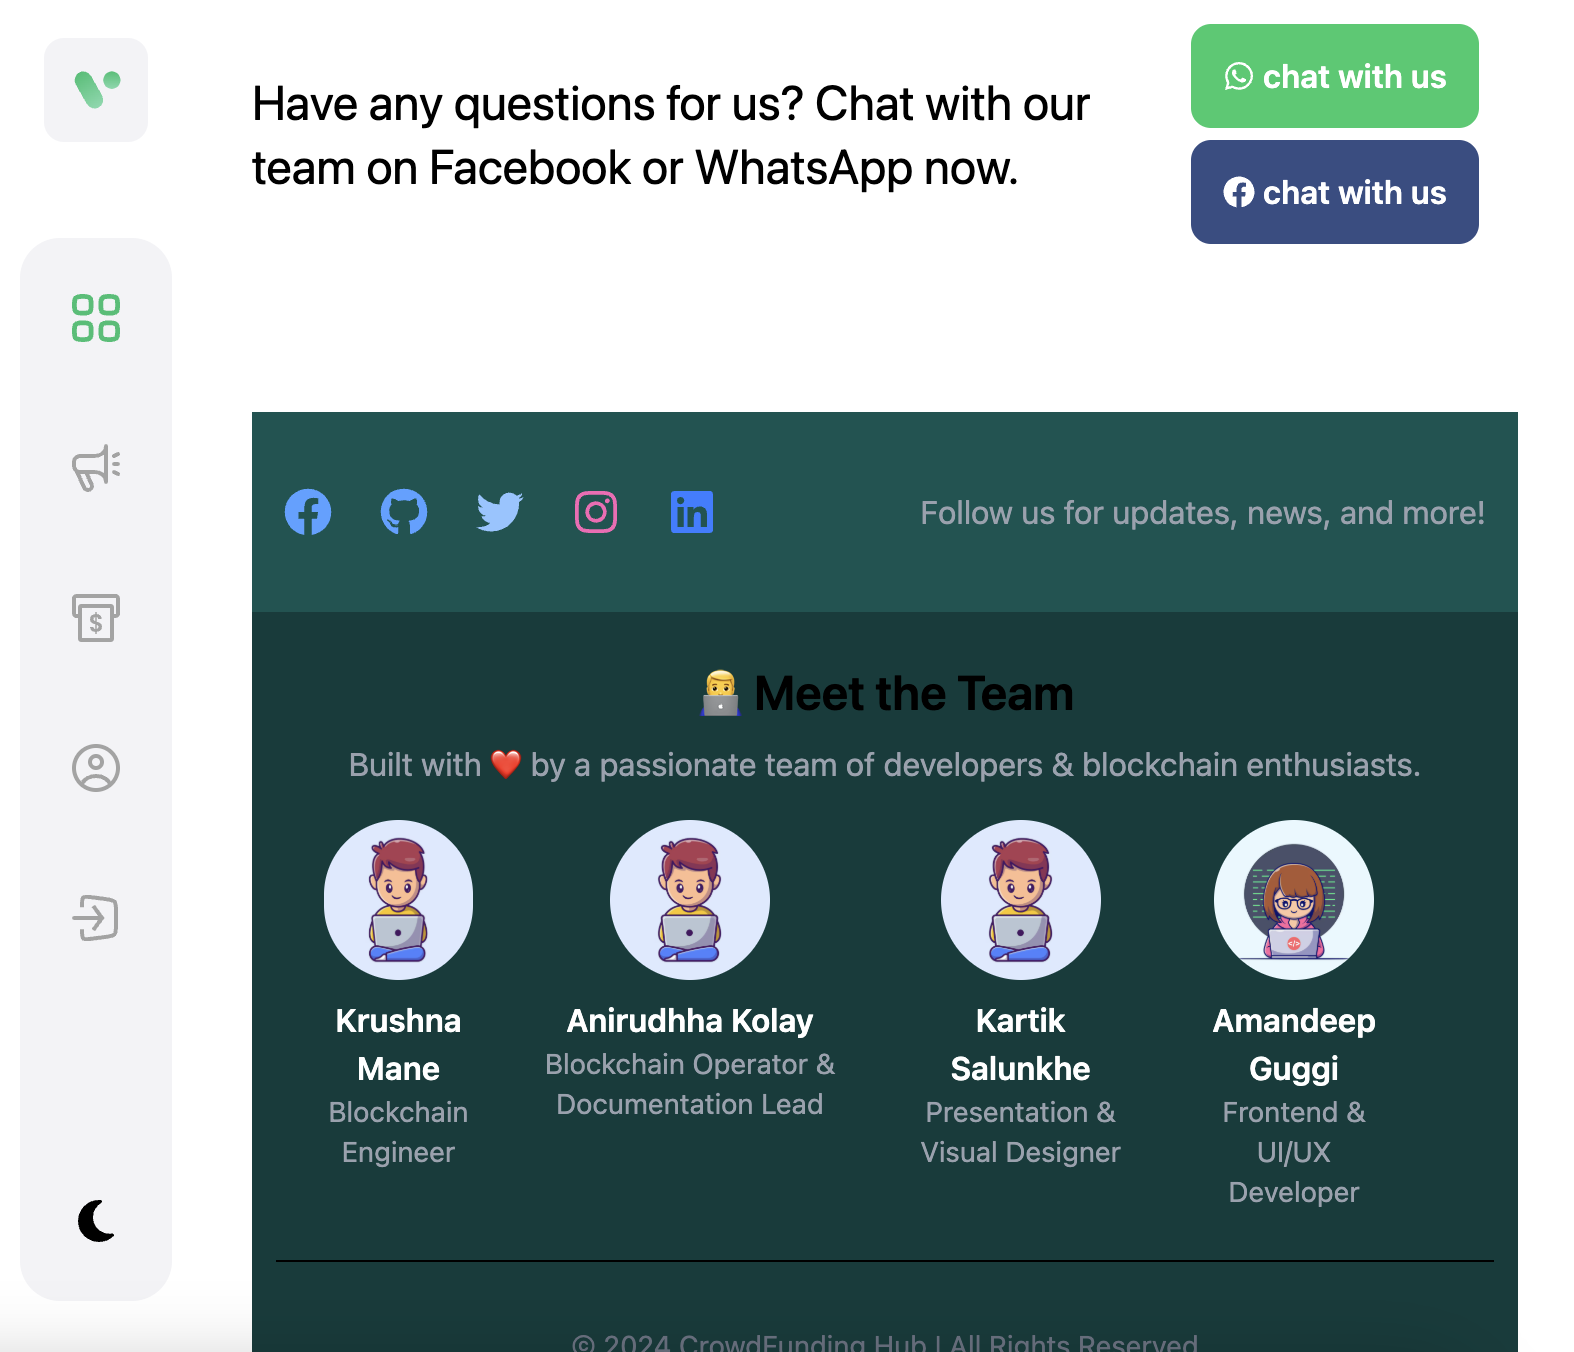 Have any questions for us? Chat with our
team on Facebook or WhatsApp now.
chat with us
chat with us
$
Follow us for updates, news, and more!
Meet the Team
Built with ❤️ by a passionate team of developers & blockchain enthusiasts.
Krushna
Mane
Blockchain
Engineer
Anirudhha Kolay
Blockchain Operator &
Documentation Lead
Kartik
Salunkhe
Presentation &
Visual Designer
Amandeep
Guggi
Frontend &
UI/UX
Developer
© 2024 CrowdFunding Hub | All Rights Reserved